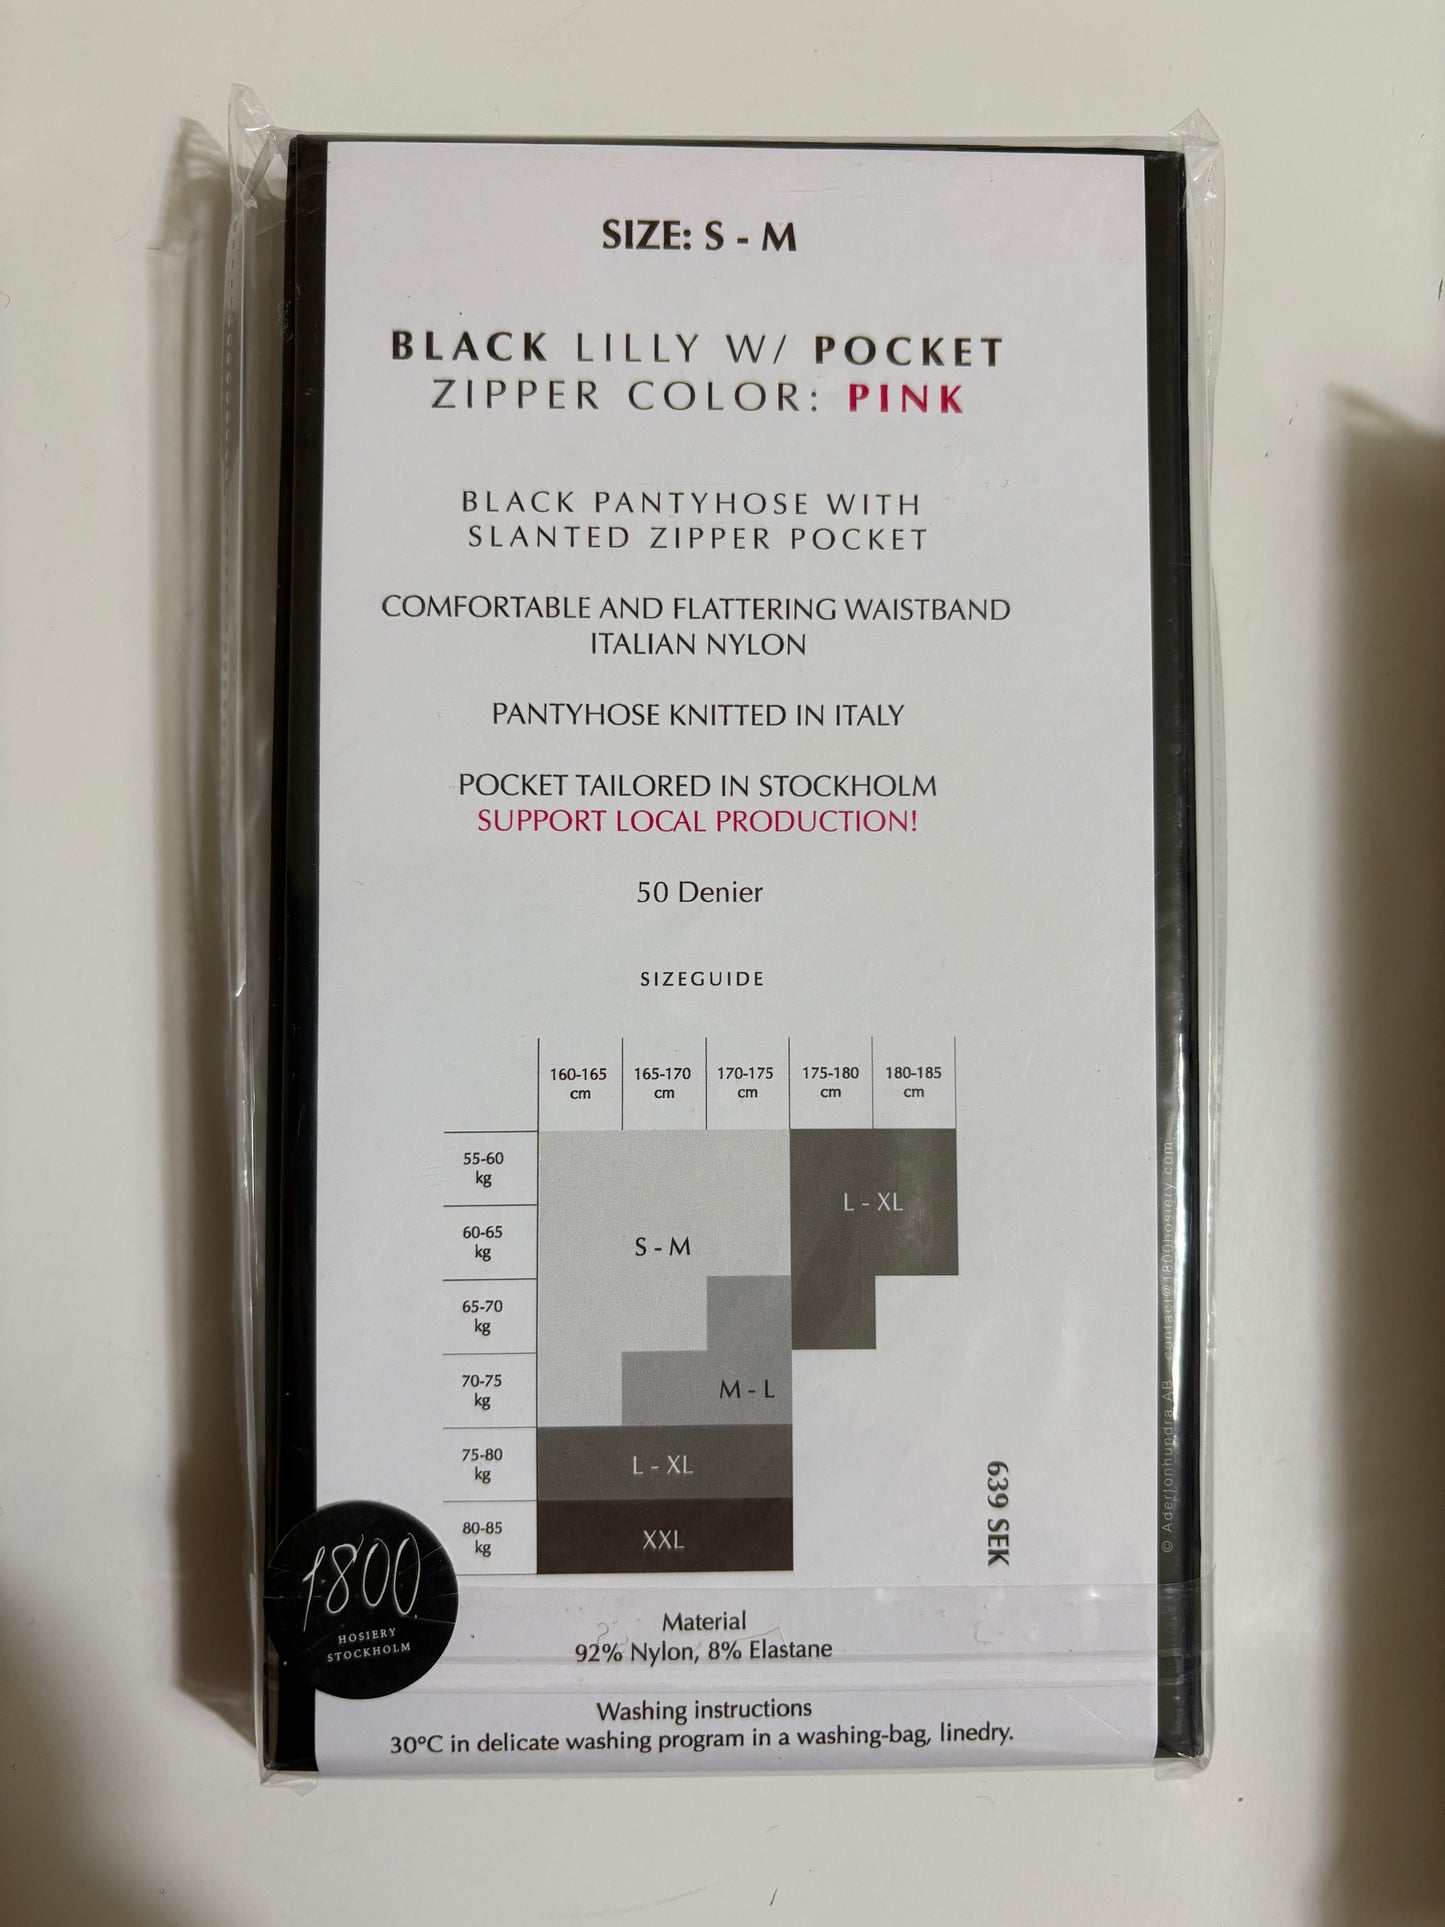 SIZE: S - M
BLACK LILLY W/ POCKET
ZIPPER COLOR: PINK
BLACK PANTYHOSE WITH
SLANTED ZIPPER POCKET
COMFORTABLE AND FLATTERING WAISTBAND
ITALIAN NYLON
PANTYHOSE KNITTED IN ITALY
POCKET TAILORED IN STOCKHOLM
SUPPORT LOCAL PRODUCTION!
50 Denier
SIZEGUIDE
160-165 165-170 170-175 175-180 180-185
cm cm cm cm cm
55-60
kg
L - XL
60-65
kg
S - M
65-70
kg
70-75
kg
M - L
75-80
kg
L - XL
80-85
kg
XXL
639 SEK
© Adertonhundra AB contact@1800hosiery.com
1800
HOSIERY
STOCKHOLM
Material
92% Nylon, 8% Elastane
Washing instructions
30°C in delicate washing program in a washing-bag, linedry.